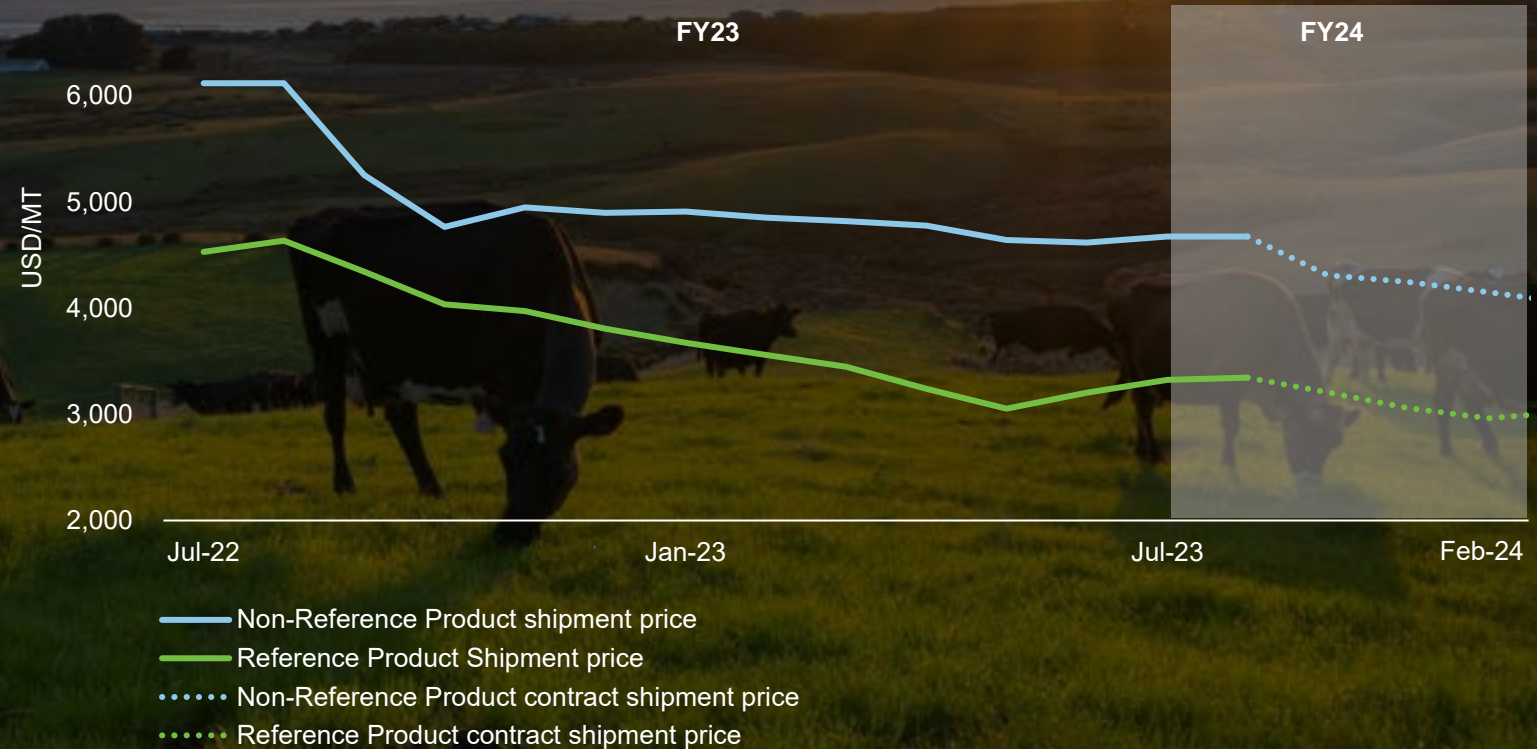 FY23
FY24
USD/MT
6,000
5,000
4,000
3,000
2,000
Jul-22
Jan-23
Jul-23
Feb-24
Non-Reference Product shipment price
Reference Product Shipment price
Non-Reference Product contract shipment price
Reference Product contract shipment price